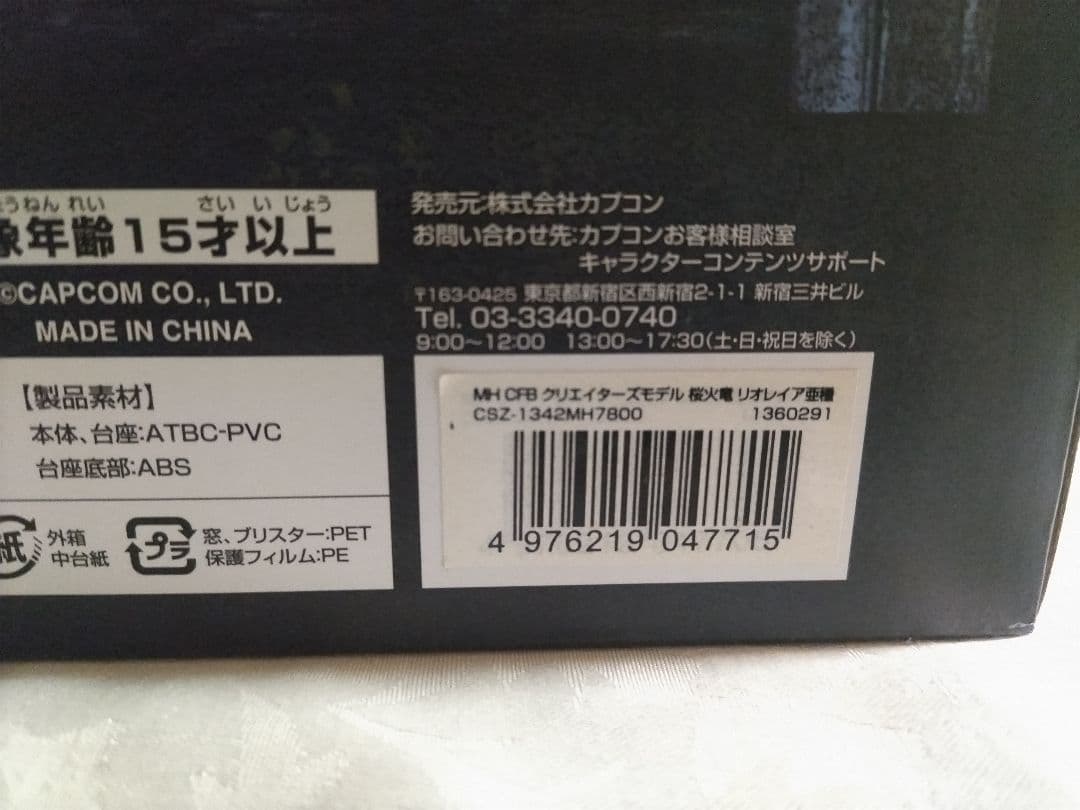 うねん れい さい い じょう
象年齢15才以上
©CAPCOM CO., LTD.
MADE IN CHINA
【製品素材】
本体、台座:ATBC-PVC
台座底部:ABS
紙
外箱
中台紙
プラ
窓、ブリスター:PET
保護フィルム:PE
発売元:株式会社カプコン
お問い合わせ先:カプコンお客様相談室
キャラクターコンテンツサポート
〒163-0425 東京都新宿区西新宿2-1-1 新宿三井ビル
Tel. 03-3340-0740
9:00～12:00 13:00～17:30(土・日・祝日を除く)
MH CFB クリエイターズモデル 桜火竜 リオレイア亜種
CSZ-1342MH7800 1360291
4 976219 047715